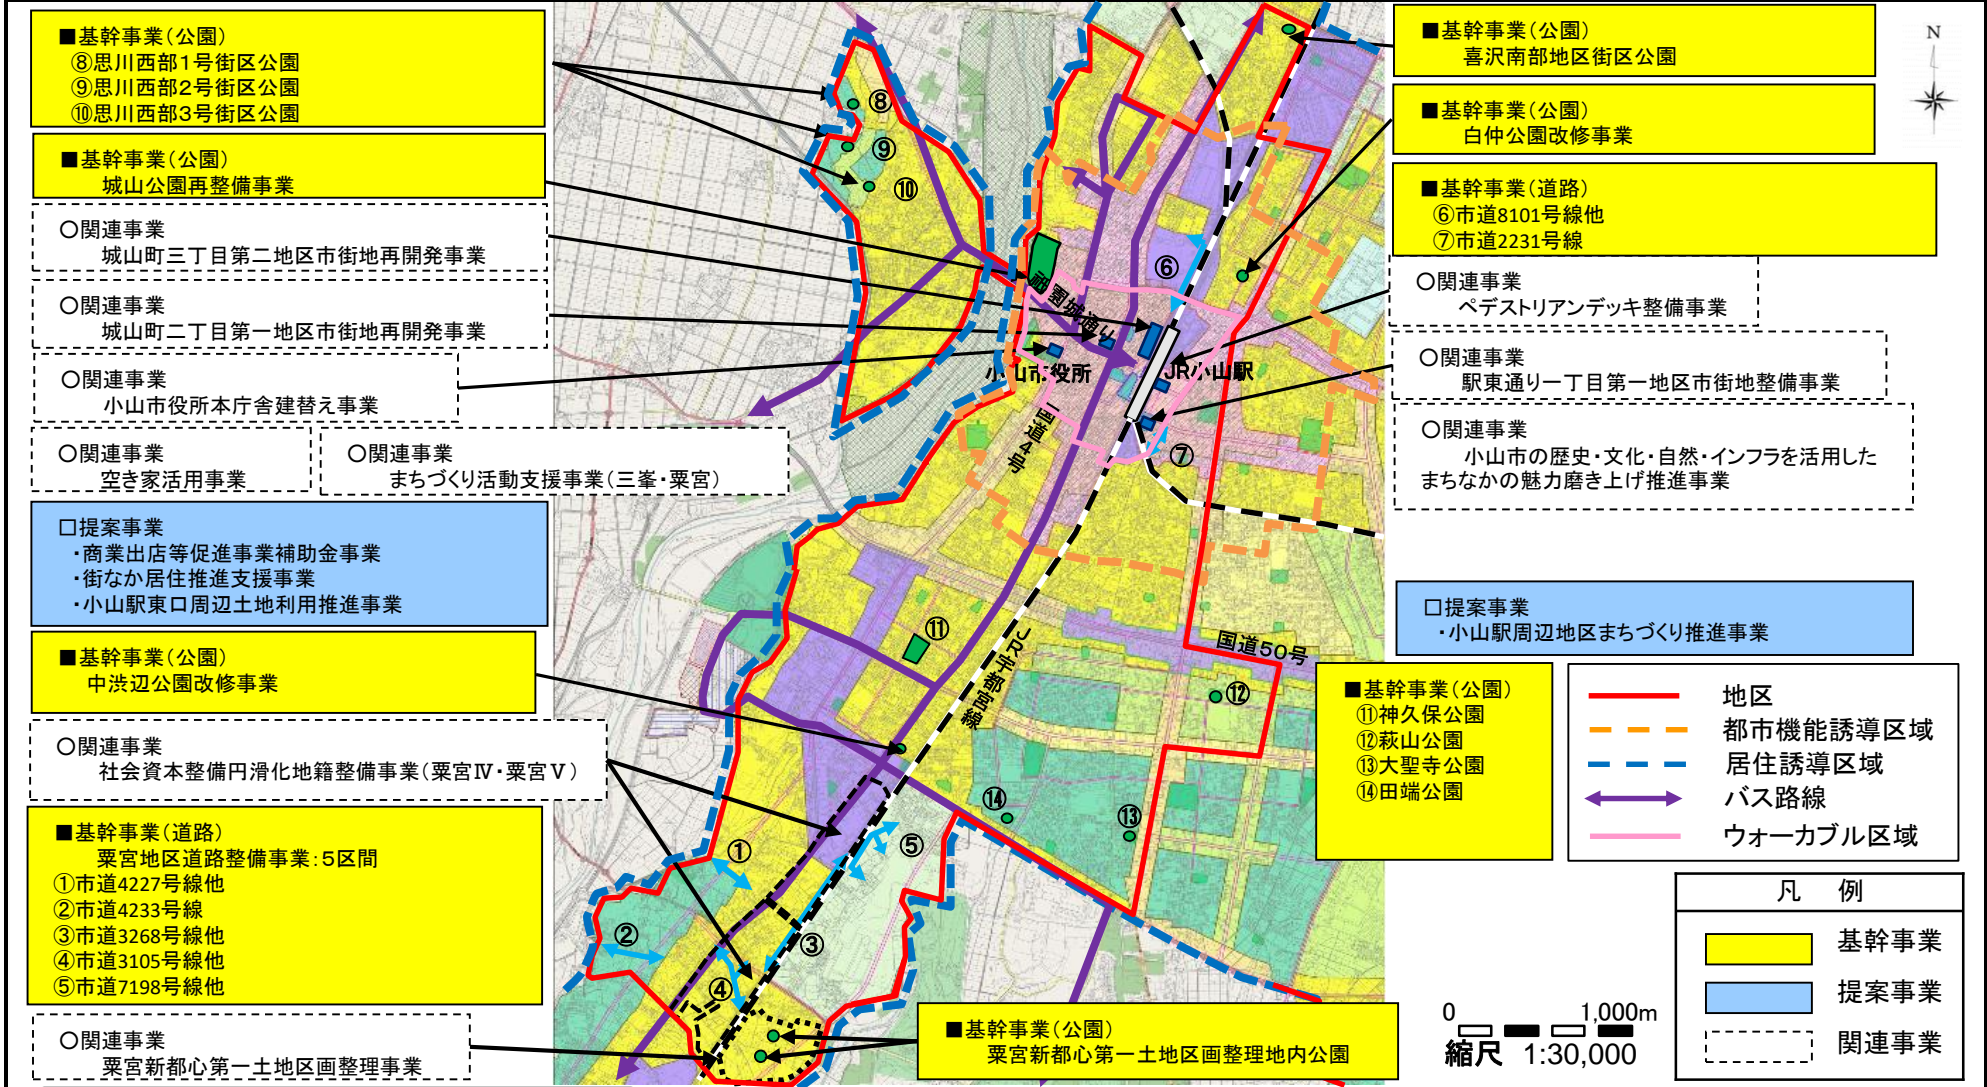 ■基幹事業(公園)
⑧思川西部1号街区公園
⑨思川西部2号街区公園
⑩思川西部3号街区公園
■基幹事業(公園)
城山公園再整備事業
○関連事業
城山町三丁目第二地区市街地再開発事業
○関連事業
城山町二丁目第一地区市街地再開発事業
○関連事業
小山市役所本庁舎建替え事業
○関連事業
空き家活用事業
○関連事業
まちづくり活動支援事業(三峯・粟宮)
□提案事業
・商業出店等促進事業補助金事業
・街なか居住推進支援事業
・小山駅東口周辺土地利用推進事業
■基幹事業(公園)
中渋辺公園改修事業
○関連事業
社会資本整備円滑化地籍整備事業(粟宮Ⅳ・粟宮Ⅴ)
■基幹事業(道路)
粟宮地区道路整備事業:5区間
①市道4227号線他
②市道4233号線
③市道3268号線他
④市道3105号線他
⑤市道7198号線他
○関連事業
粟宮新都心第一土地区画整理事業
⑧
⑨
⑩
祇園城通り
⑥
小山市役所
JR小山駅
国道4号
⑦
⑪
JR宇都宮線
国道50号
⑫
⑭
⑬
①
⑤
②
③
④
■基幹事業(公園)
粟宮新都心第一土地区画整理地内公園
■基幹事業(公園)
喜沢南部地区街区公園
■基幹事業(公園)
白仲公園改修事業
■基幹事業(道路)
⑥市道8101号線他
⑦市道2231号線
○関連事業
ペデストリアンデッキ整備事業
○関連事業
駅東通り一丁目第一地区市街地整備事業
○関連事業
小山市の歴史・文化・自然・インフラを活用した
まちなかの魅力磨き上げ推進事業
□提案事業
・小山駅周辺地区まちづくり推進事業
■基幹事業(公園)
⑪神久保公園
⑫萩山公園
⑬大聖寺公園
⑭田端公園
地区
都市機能誘導区域
居住誘導区域
バス路線
ウォーカブル区域
凡 例
基幹事業
提案事業
関連事業
N
0 1,000m
縮尺 1:30,000